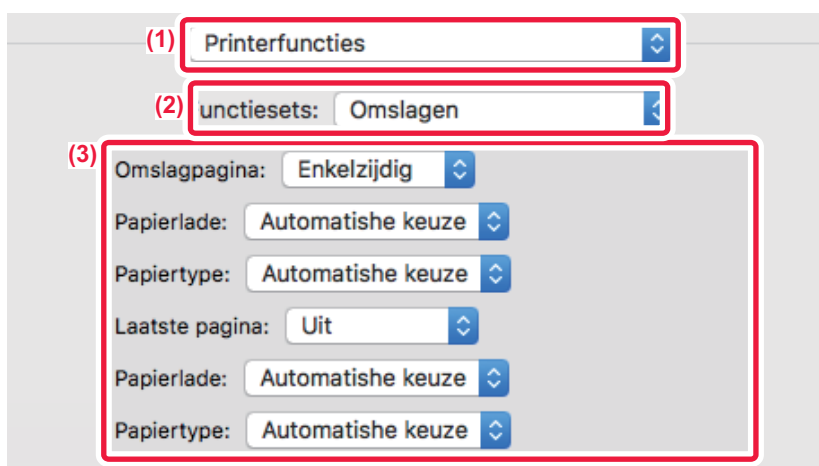 (1) Printerfuncties
(2) unctiesets: Omslagen
(3)
Omslagpagina: Enkelzijdig
Papierlade: Automatishe keuze
Papiertype: Automatishe keuze
Laatste pagina: Uit
Papierlade: Automatishe keuze
Papiertype: Automatishe keuze